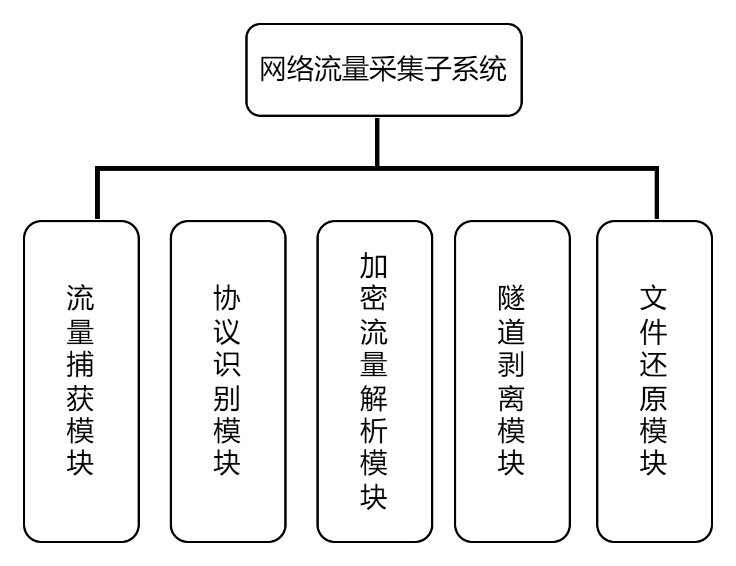 网络流量采集子系统
流量捕获模块
协议识别模块
加密流量解析模块
隧道剥离模块
文件还原模块